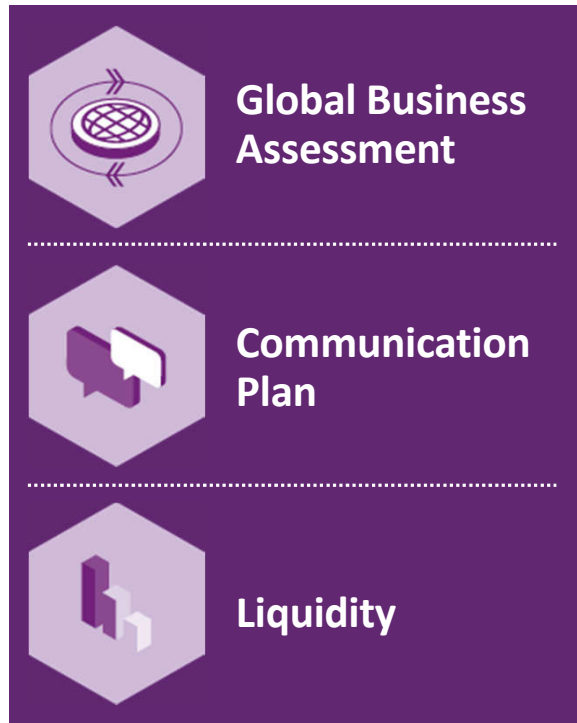 Global Business
Assessment
Communication
Plan
Liquidity